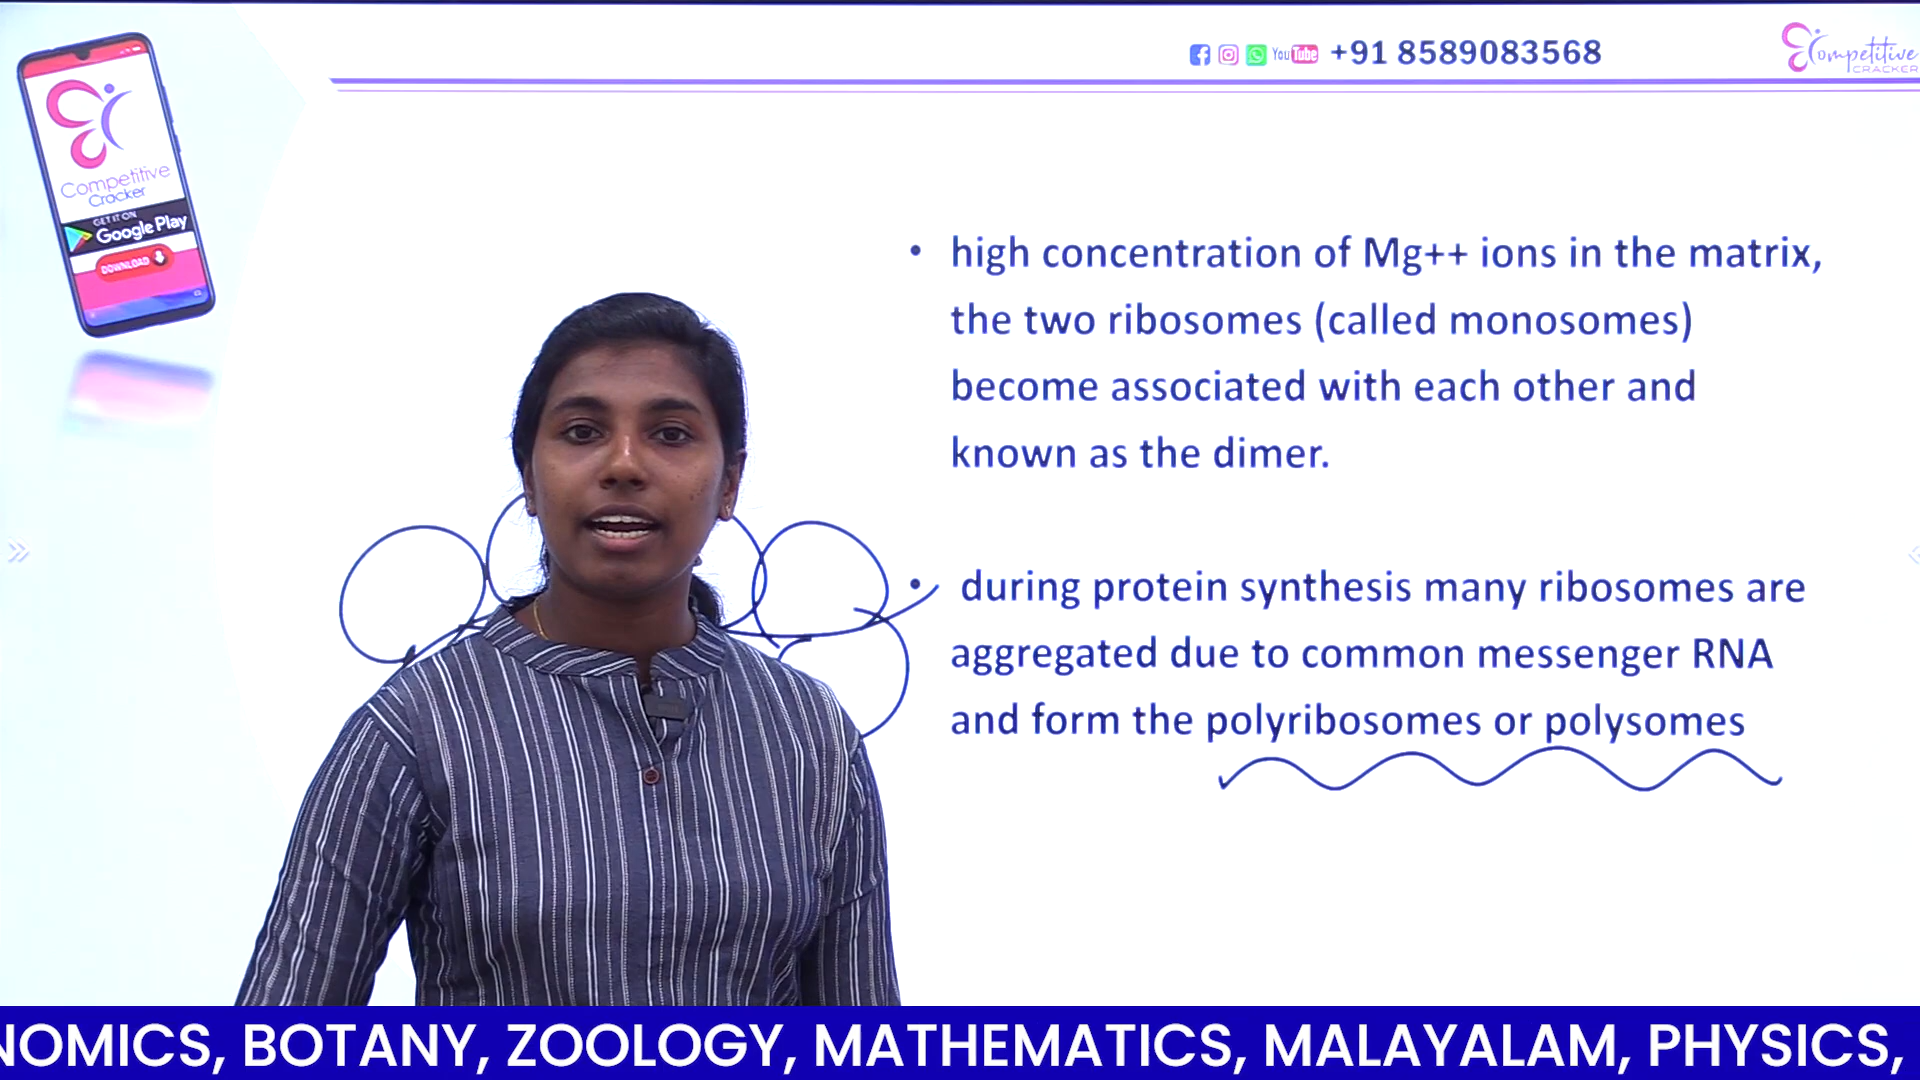 You Tube +91 8589083568
Competitive
CRACKER
Competitive
Cracker
GET IT ON
Google Play
DOWNLOAD
• high concentration of Mg++ ions in the matrix,
the two ribosomes (called monosomes)
become associated with each other and
known as the dimer.
• during protein synthesis many ribosomes are
aggregated due to common messenger RNA
and form the polyribosomes or polysomes
NOMICS, BOTANY, ZOOLOGY, MATHEMATICS, MALAYALAM, PHYSICS,